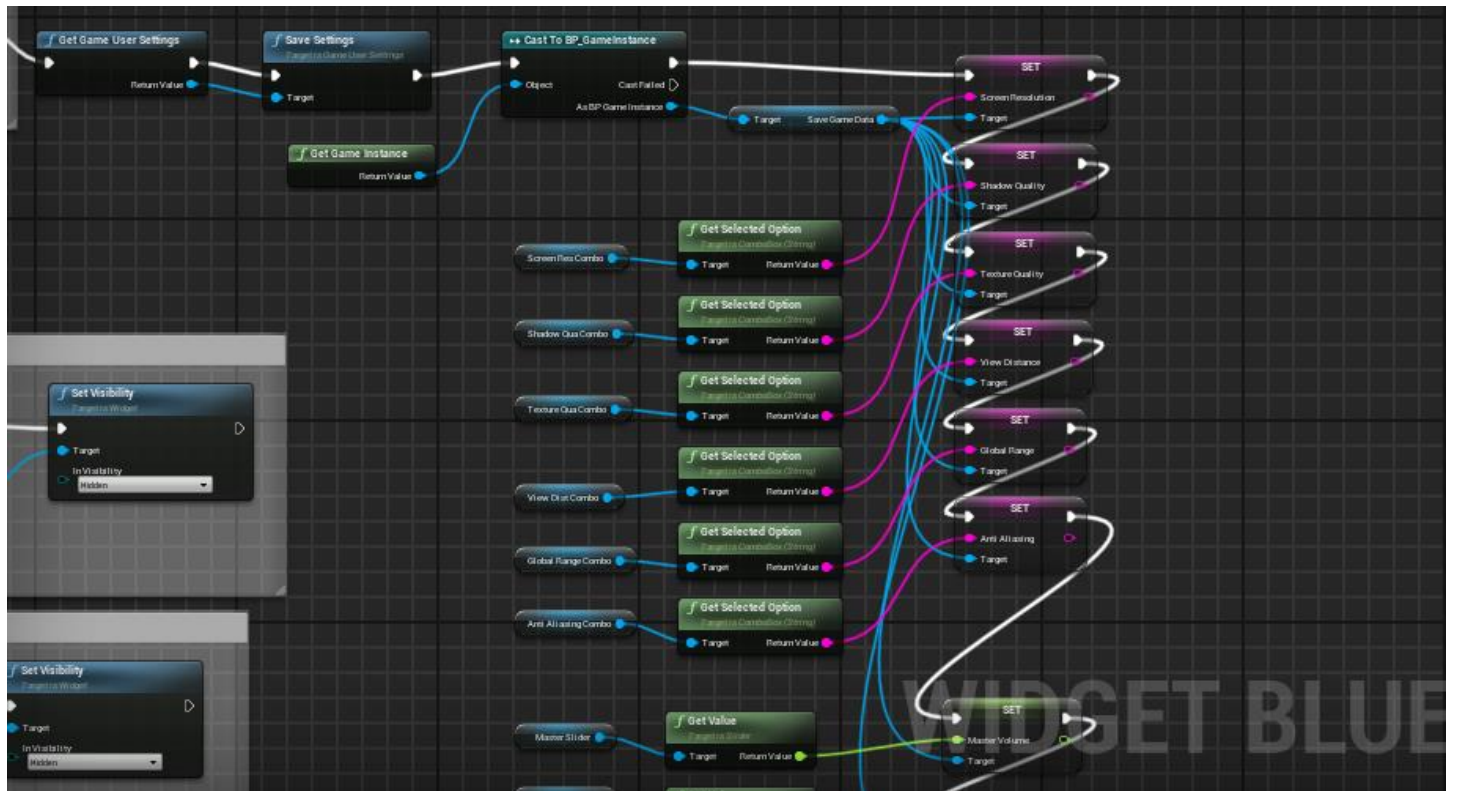 f Get Game User Settings
Return Value
f Save Settings
Target is Game User Settings
Target
Cast To BP_GameInstance
Object
Cast Failed
As BP Game Instance
f Get Game Instance
Return Value
Target
Save Game Data
SET
Screen Resolution
Target
SET
Shadow Quality
Target
SET
Texture Quality
Target
SET
View Distance
Target
SET
Global Range
Target
SET
Anti Aliasing
Target
Screen Res Combo
f Get Selected Option
Target is ComboBox (String)
Target
Return Value
Shadow Qua Combo
f Get Selected Option
Target is ComboBox (String)
Target
Return Value
Texture Qua Combo
f Get Selected Option
Target is ComboBox (String)
Target
Return Value
View Dist Combo
f Get Selected Option
Target is ComboBox (String)
Target
Return Value
Global Range Combo
f Get Selected Option
Target is ComboBox (String)
Target
Return Value
Anti Aliasing Combo
f Get Selected Option
Target is ComboBox (String)
Target
Return Value
f Set Visibility
Target is Widget
Target
In Visibility
Hidden
f Set Visibility
Target is Widget
Target
In Visibility
Hidden
Master Slider
f Get Value
Target is Slider
Target
Return Value
SET
Master Volume
Target
WIDGET BLUE